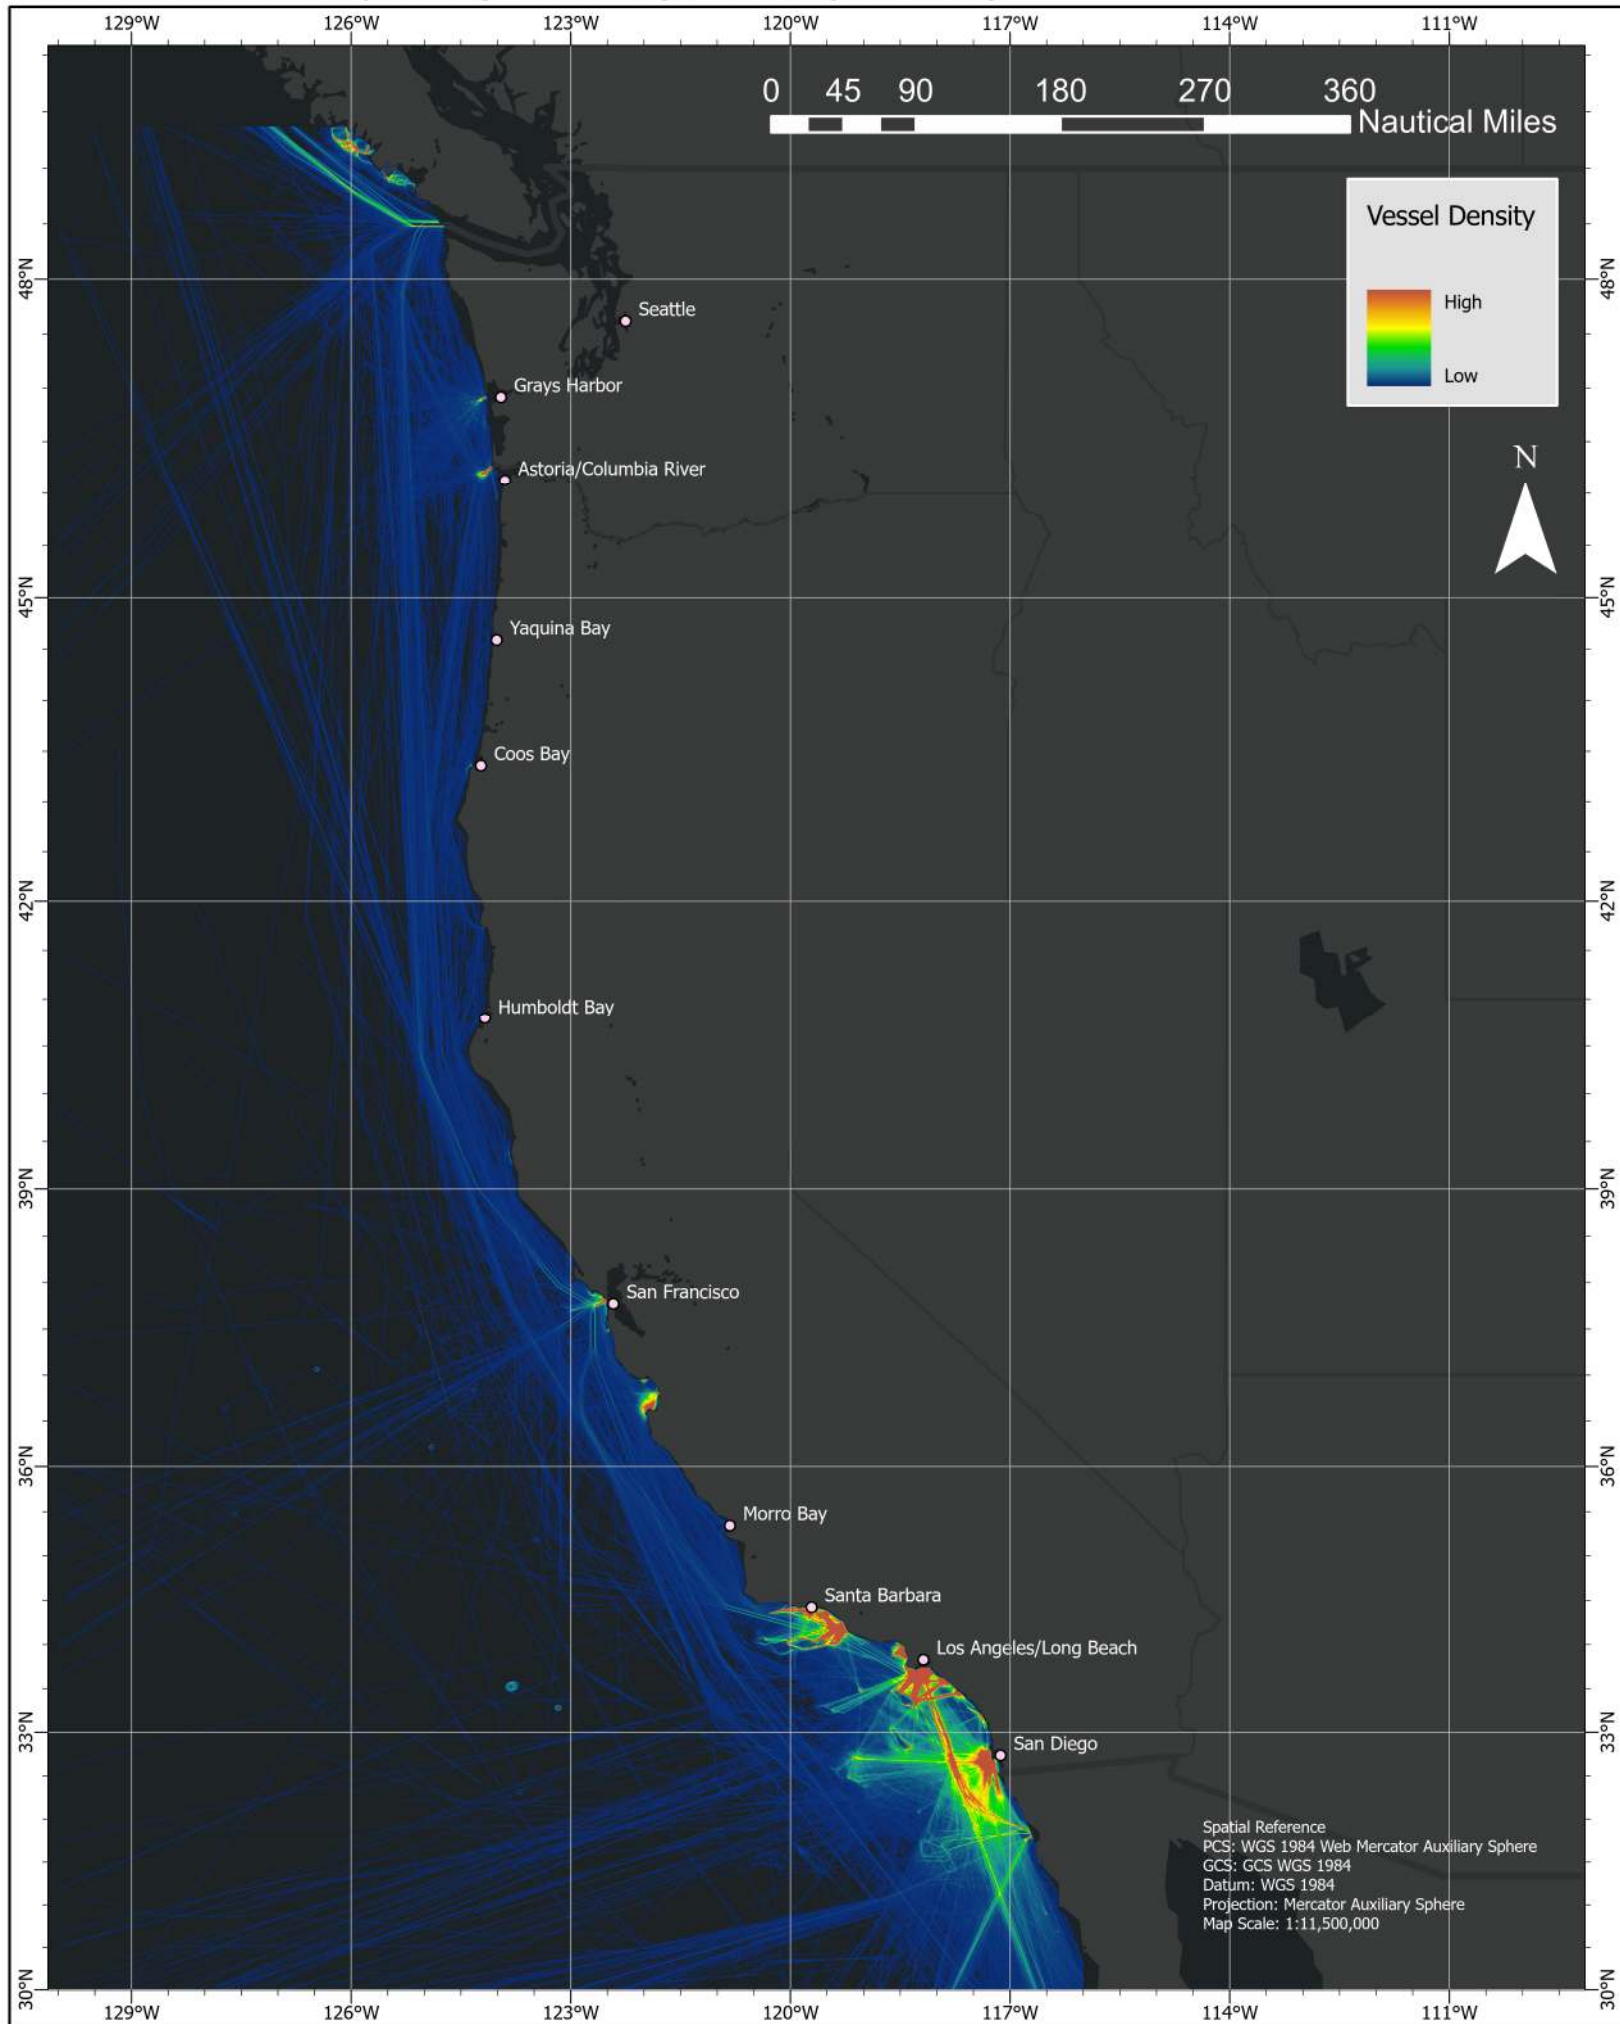 129°W 126°W 123°W 120°W 117°W 114°W 111°W
0 45 90 180 270 360
Nautical Miles
Vessel Density
High
Low
48°N 48°N
Seattle
Grays Harbor
N
Astoria/Columbia River
45°N 45°N
Yaquina Bay
Coos Bay
42°N 42°N
Humboldt Bay
39°N 39°N
San Francisco
36°N 36°N
Morro Bay
Santa Barbara
Los Angeles/Long Beach
33°N 33°N
San Diego
Spatial Reference
PCS: WGS 1984 Web Mercator Auxiliary Sphere
GCS: GCS WGS 1984
Datum: WGS 1984
Projection: Mercator Auxiliary Sphere
Map Scale: 1:11,500,000
30°N 30°N
129°W 126°W 123°W 120°W 117°W 114°W 111°W